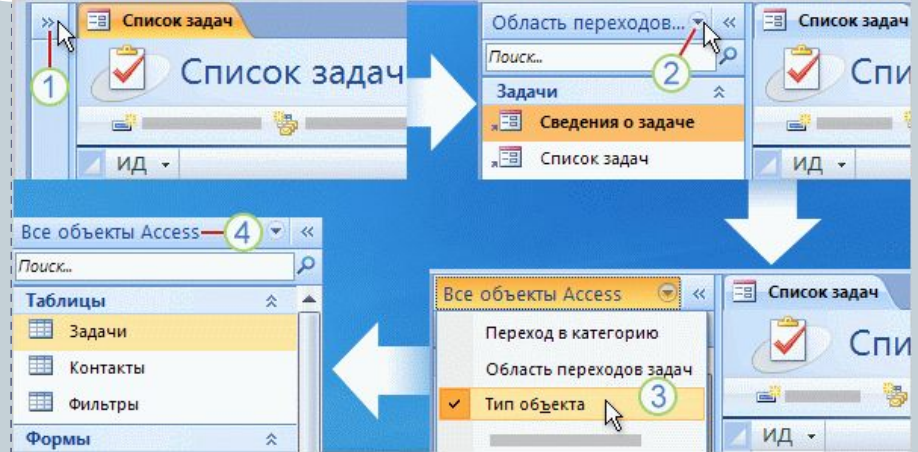 Список задач
1
Список задач
ИД
Область переходов...
2
Поиск...
Задачи
Сведения о задаче
Список задач
Список задач
Спи
ИД
Все объекты Access
4
Поиск...
Таблицы
Задачи
Контакты
Фильтры
Формы
Все объекты Access
Переход в категорию
Область переходов задач
Тип объекта
3
Список задач
Спи
ИД